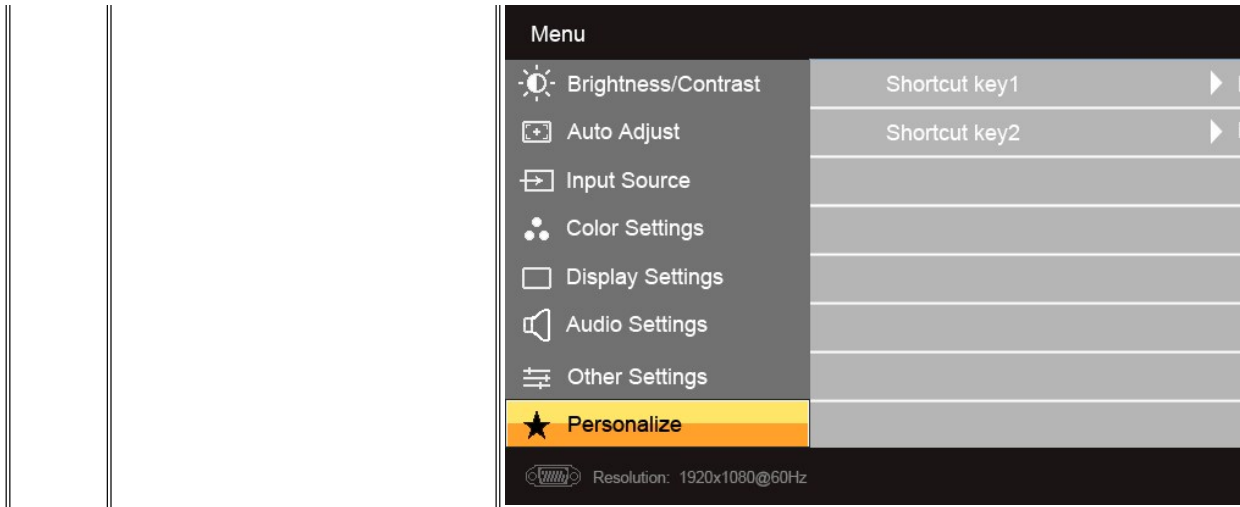 Menu
Brightness/Contrast
Shortcut key1
Auto Adjust
Shortcut key2
Input Source
Color Settings
Display Settings
Audio Settings
Other Settings
Personalize
Resolution: 1920x1080@60Hz